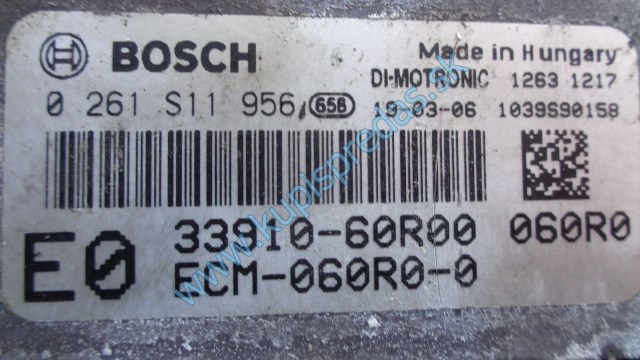 BOSCH Made in Hungary
DI-MOTRONIC 1263 1217
0 261 S11 956 658 19-03-06 1039S90158
E0 33910-60R00 060R0
ECM-060R0-0
www.kupispredas.sk